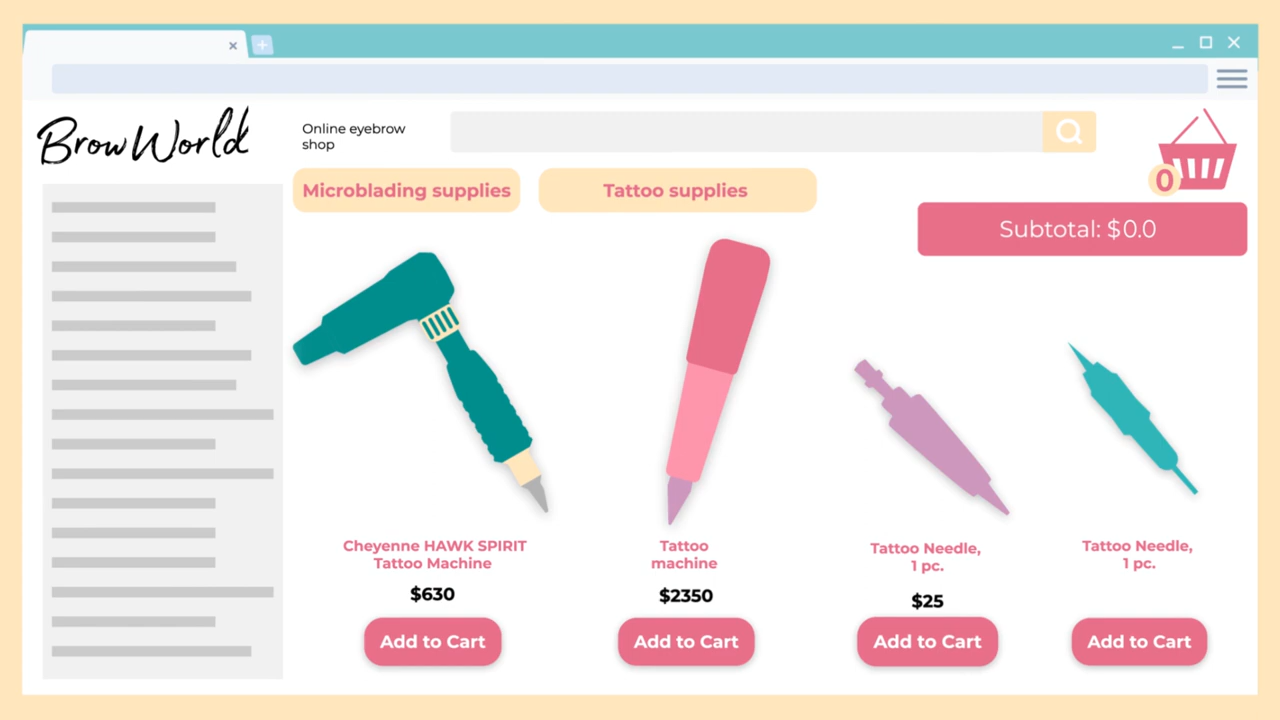 Brow World
Online eyebrow
shop
0
Microblading supplies
Tattoo supplies
Subtotal: $0.0
Cheyenne HAWK SPIRIT
Tattoo Machine
$630
Add to Cart
Tattoo
machine
$2350
Add to Cart
Tattoo Needle,
1 pc.
$25
Add to Cart
Tattoo Needle,
1 pc.
Add to Cart